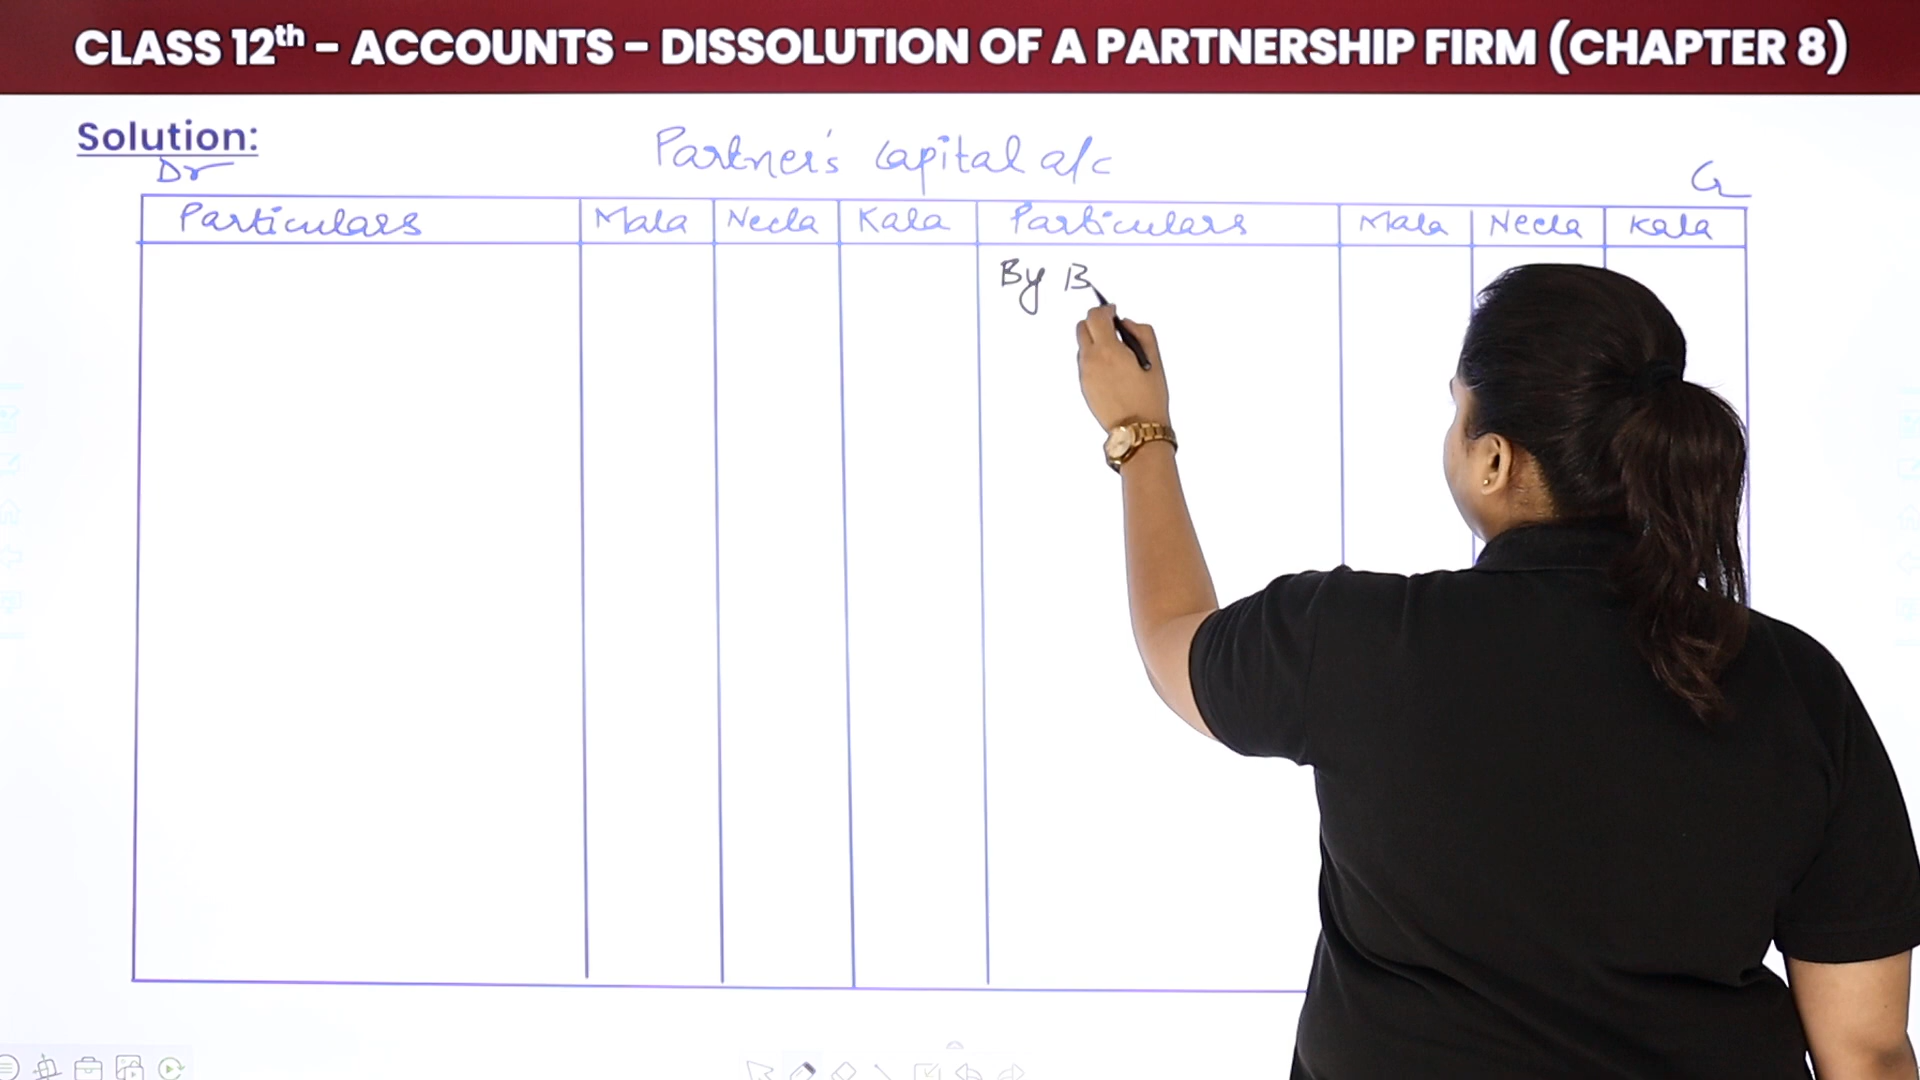 CLASS 12th - ACCOUNTS - DISSOLUTION OF A PARTNERSHIP FIRM (CHAPTER 8)
Solution:
Partner's Capital a/c
Dr Cr
Particulars Mala Neela Kala Particulars Mala Neela Kala
By B